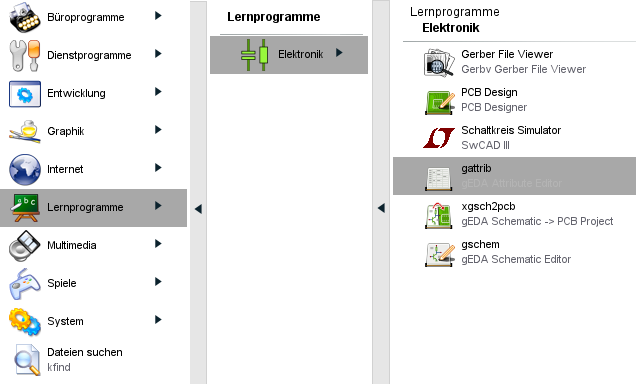 Büroprogramme
Dienstprogramme
Entwicklung
Graphik
Internet
Lernprogramme
Multimedia
Spiele
System
Dateien suchen
kfind
Lernprogramme
Elektronik
Lernprogramme
Elektronik
Gerber File Viewer
Gerbv Gerber File Viewer
PCB Design
PCB Designer
Schaltkreis Simulator
SwCAD III
gattrib
gEDA Attribute Editor
xgsch2pcb
gEDA Schematic -> PCB Project
gschem
gEDA Schematic Editor